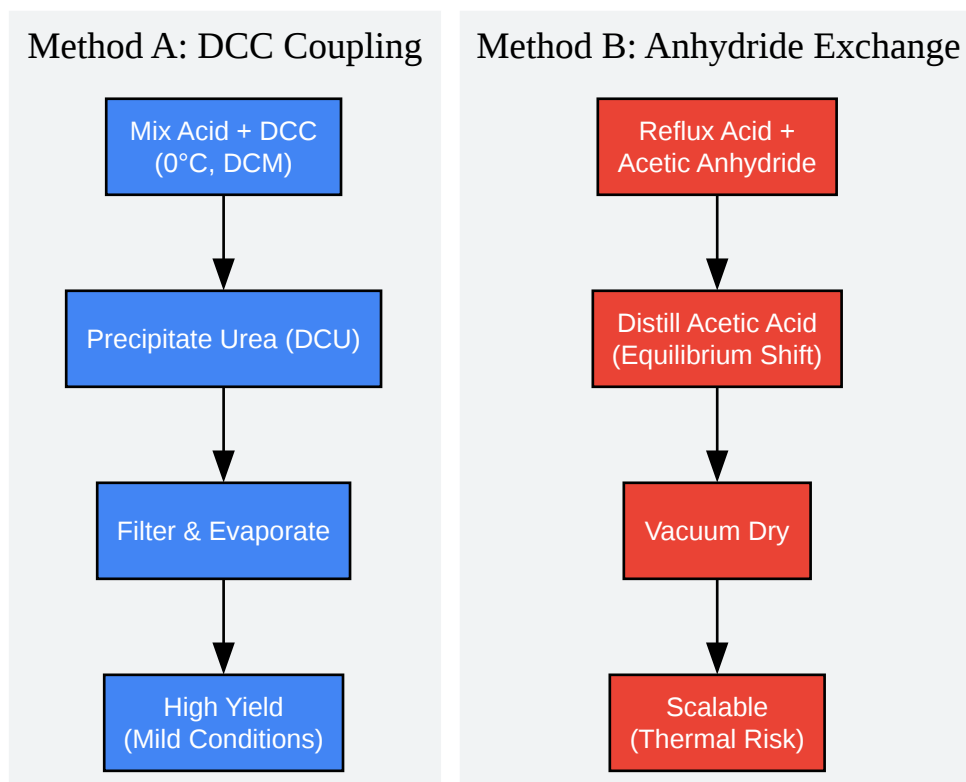 Method A: DCC Coupling
Mix Acid + DCC
(0°C, DCM)
Precipitate Urea (DCU)
Filter & Evaporate
High Yield
(Mild Conditions)
Method B: Anhydride Exchange
Reflux Acid +
Acetic Anhydride
Distill Acetic Acid
(Equilibrium Shift)
Vacuum Dry
Scalable
(Thermal Risk)